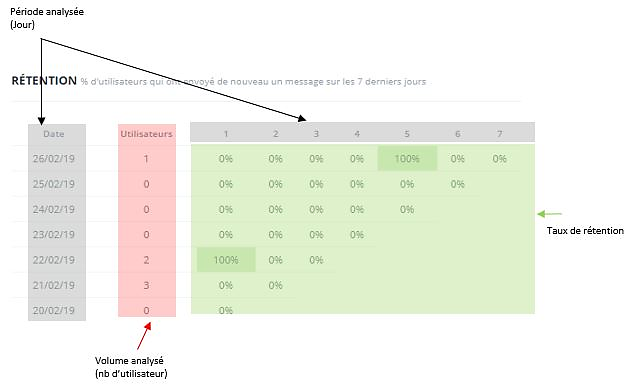 Période analysée
(Jour)
RÉTENTION % d'utilisateurs qui ont envoyé de nouveau un message sur les 7 derniers jours
Date Utilisateurs 1 2 3 4 5 6 7
26/02/19 1 0% 0% 0% 0% 100% 0% 0%
25/02/19 0 0% 0% 0% 0% 0% 0%
24/02/19 0 0% 0% 0% 0% 0%
23/02/19 0 0% 0% 0% 0%
22/02/19 2 100% 0% 0%
21/02/19 3 0% 0%
20/02/19 0 0%
Taux de rétention
Volume analysé
(nb d'utilisateur)